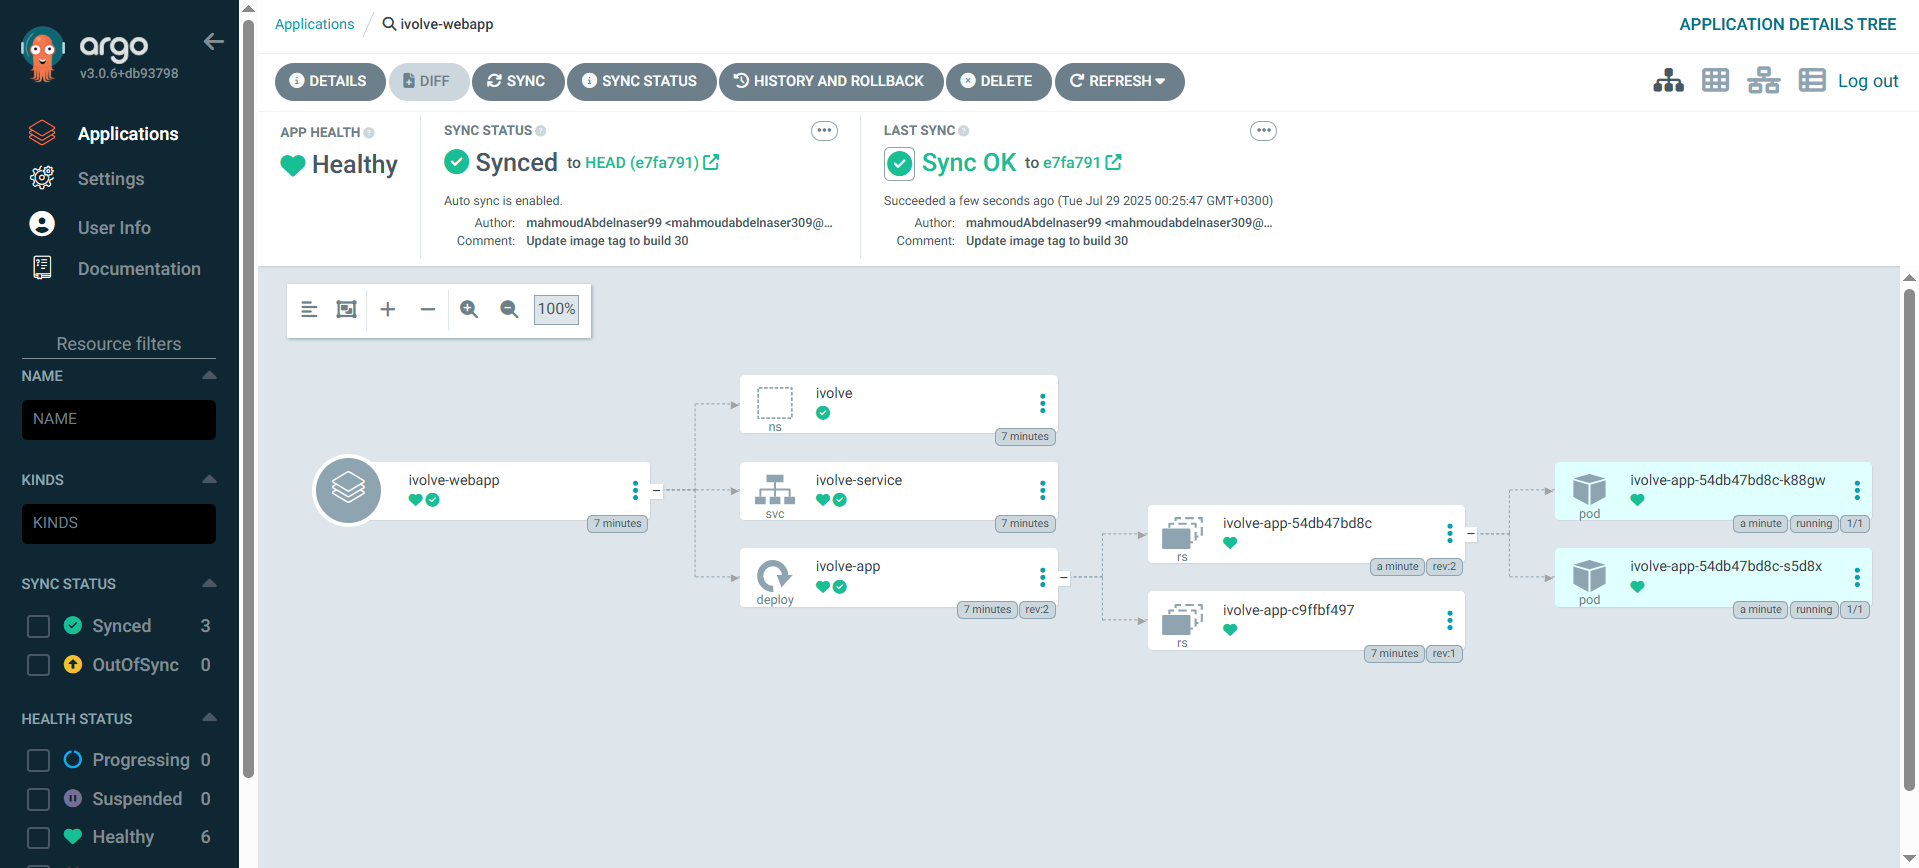 argo
v3.0.6+db93798
Applications
Settings
User Info
Documentation
Resource filters
NAME
NAME
KINDS
KINDS
SYNC STATUS
Synced 3
OutOfSync 0
HEALTH STATUS
Progressing 0
Suspended 0
Healthy 6
Applications / ivolve-webapp
APPLICATION DETAILS TREE
DETAILS DIFF SYNC SYNC STATUS HISTORY AND ROLLBACK DELETE REFRESH
Log out
APP HEALTH
Healthy
SYNC STATUS
Synced to HEAD (e7fa791)
Auto sync is enabled.
Author: mahmoudAbdelnaser99 <mahmoudabdelnaser309@...
Comment: Update image tag to build 30
LAST SYNC
Sync OK to e7fa791
Succeeded a few seconds ago (Tue Jul 29 2025 00:25:47 GMT+0300)
Author: mahmoudAbdelnaser99 <mahmoudabdelnaser309@...
Comment: Update image tag to build 30
100%
ivolve-webapp
7 minutes
ivolve
ns
7 minutes
ivolve-service
svc
7 minutes
ivolve-app
deploy
7 minutes rev:2
ivolve-app-54db47bd8c
rs
a minute rev:2
ivolve-app-c9ffbf497
rs
7 minutes rev:1
ivolve-app-54db47bd8c-k88gw
pod
a minute running 1/1
ivolve-app-54db47bd8c-s5d8x
pod
a minute running 1/1